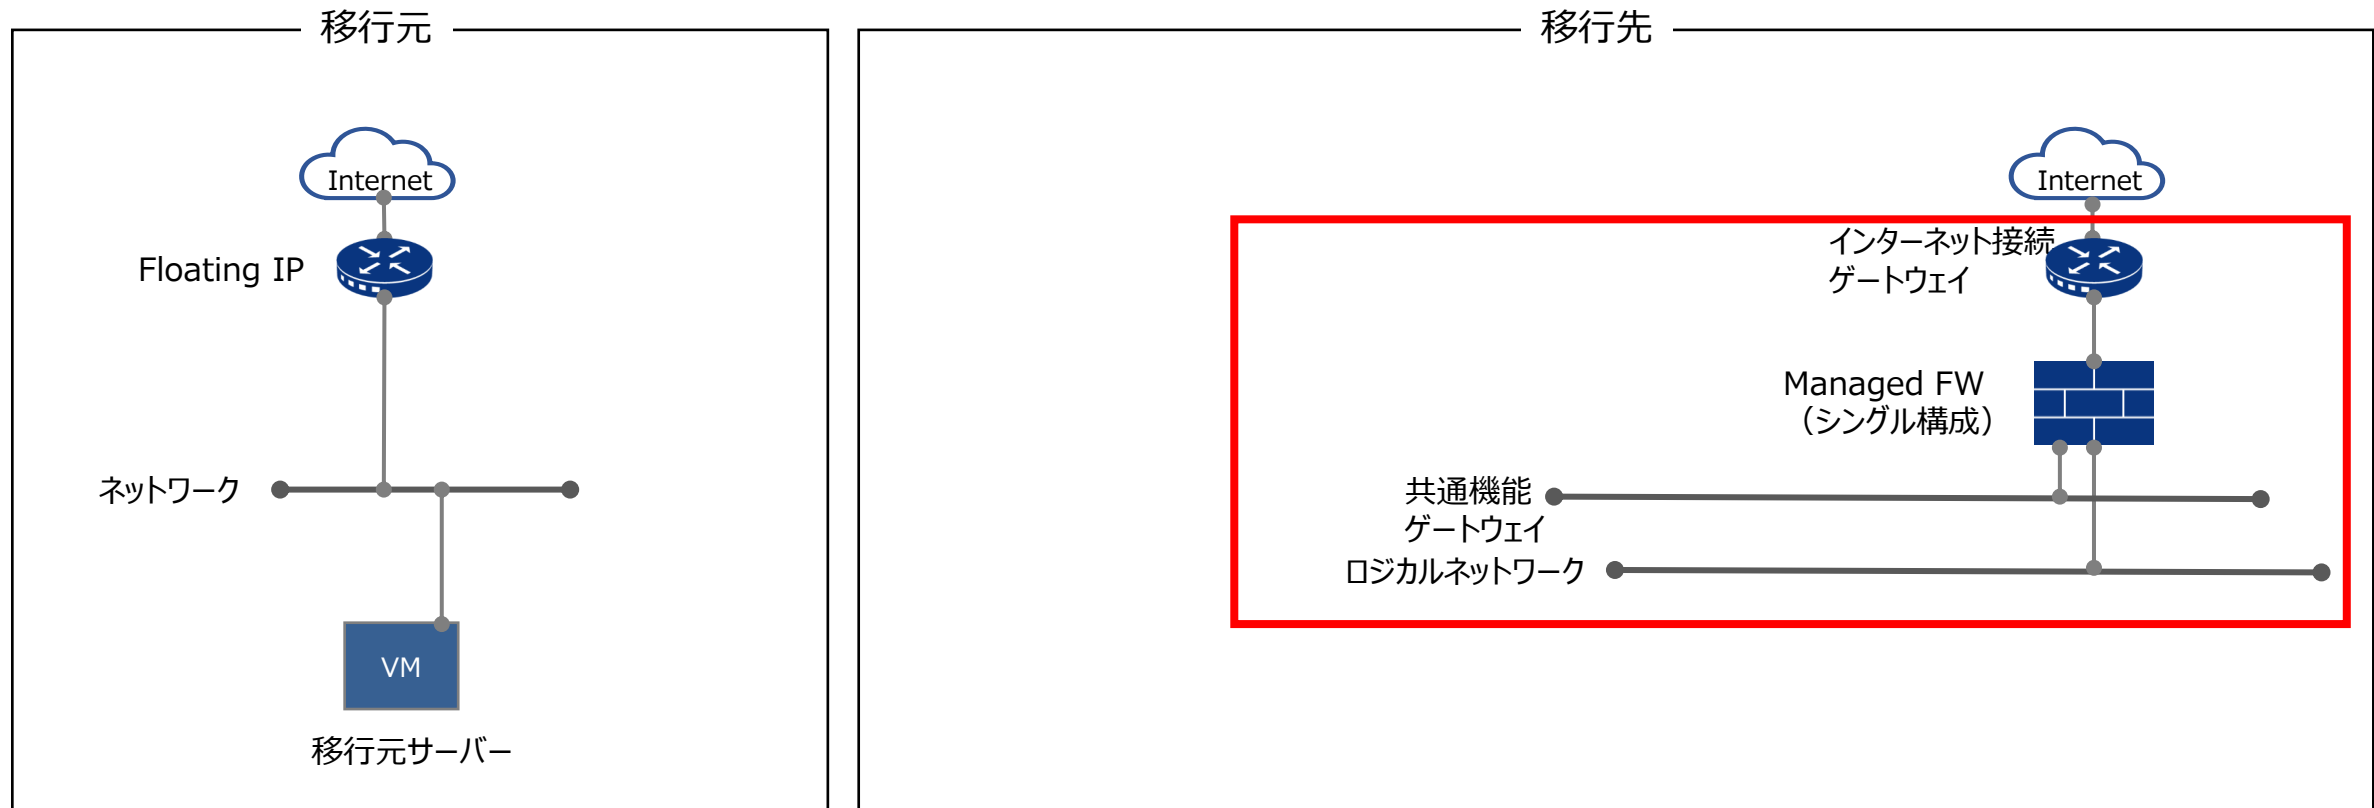 移行元
Internet
Floating IP
ネットワーク
VM
移行元サーバー
移行先
Internet
インターネット接続
ゲートウェイ
Managed FW
（シングル構成）
共通機能
ゲートウェイ
ロジカルネットワーク